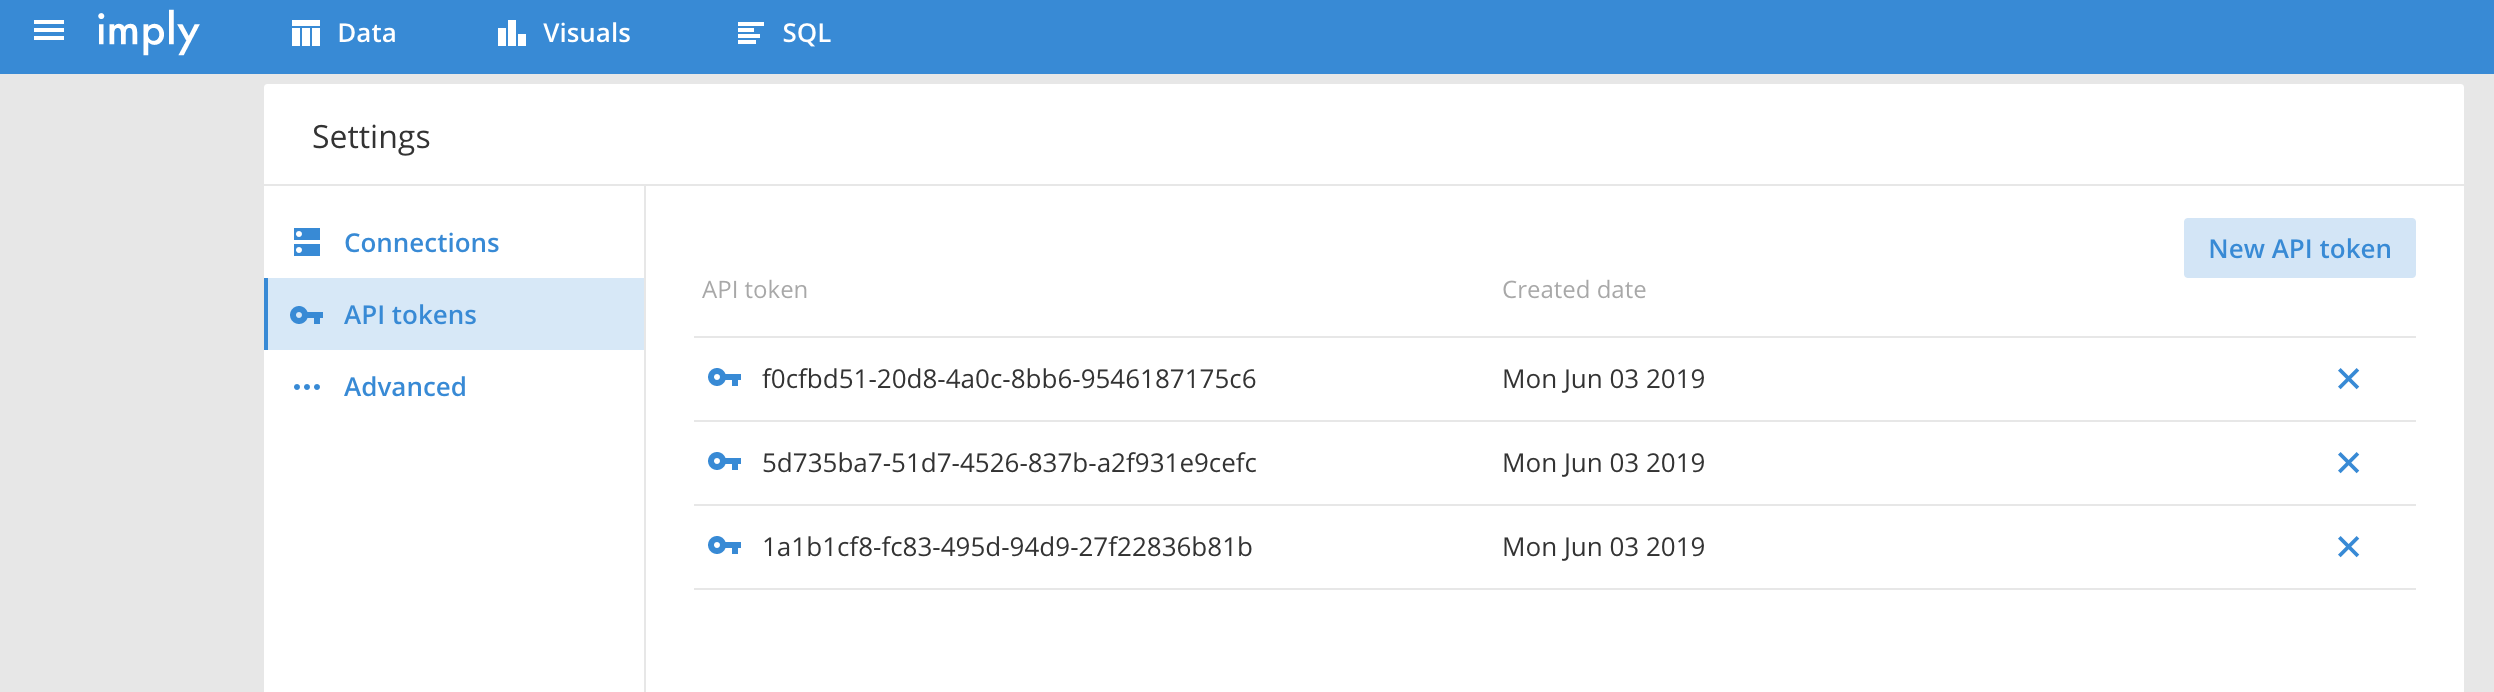 imply Data Visuals SQL
Settings
Connections
API tokens
Advanced
New API token
API token Created date
f0cfbd51-20d8-4a0c-8bb6-9546187175c6 Mon Jun 03 2019
5d735ba7-51d7-4526-837b-a2f931e9cefc Mon Jun 03 2019
1a1b1cf8-fc83-495d-94d9-27f22836b81b Mon Jun 03 2019